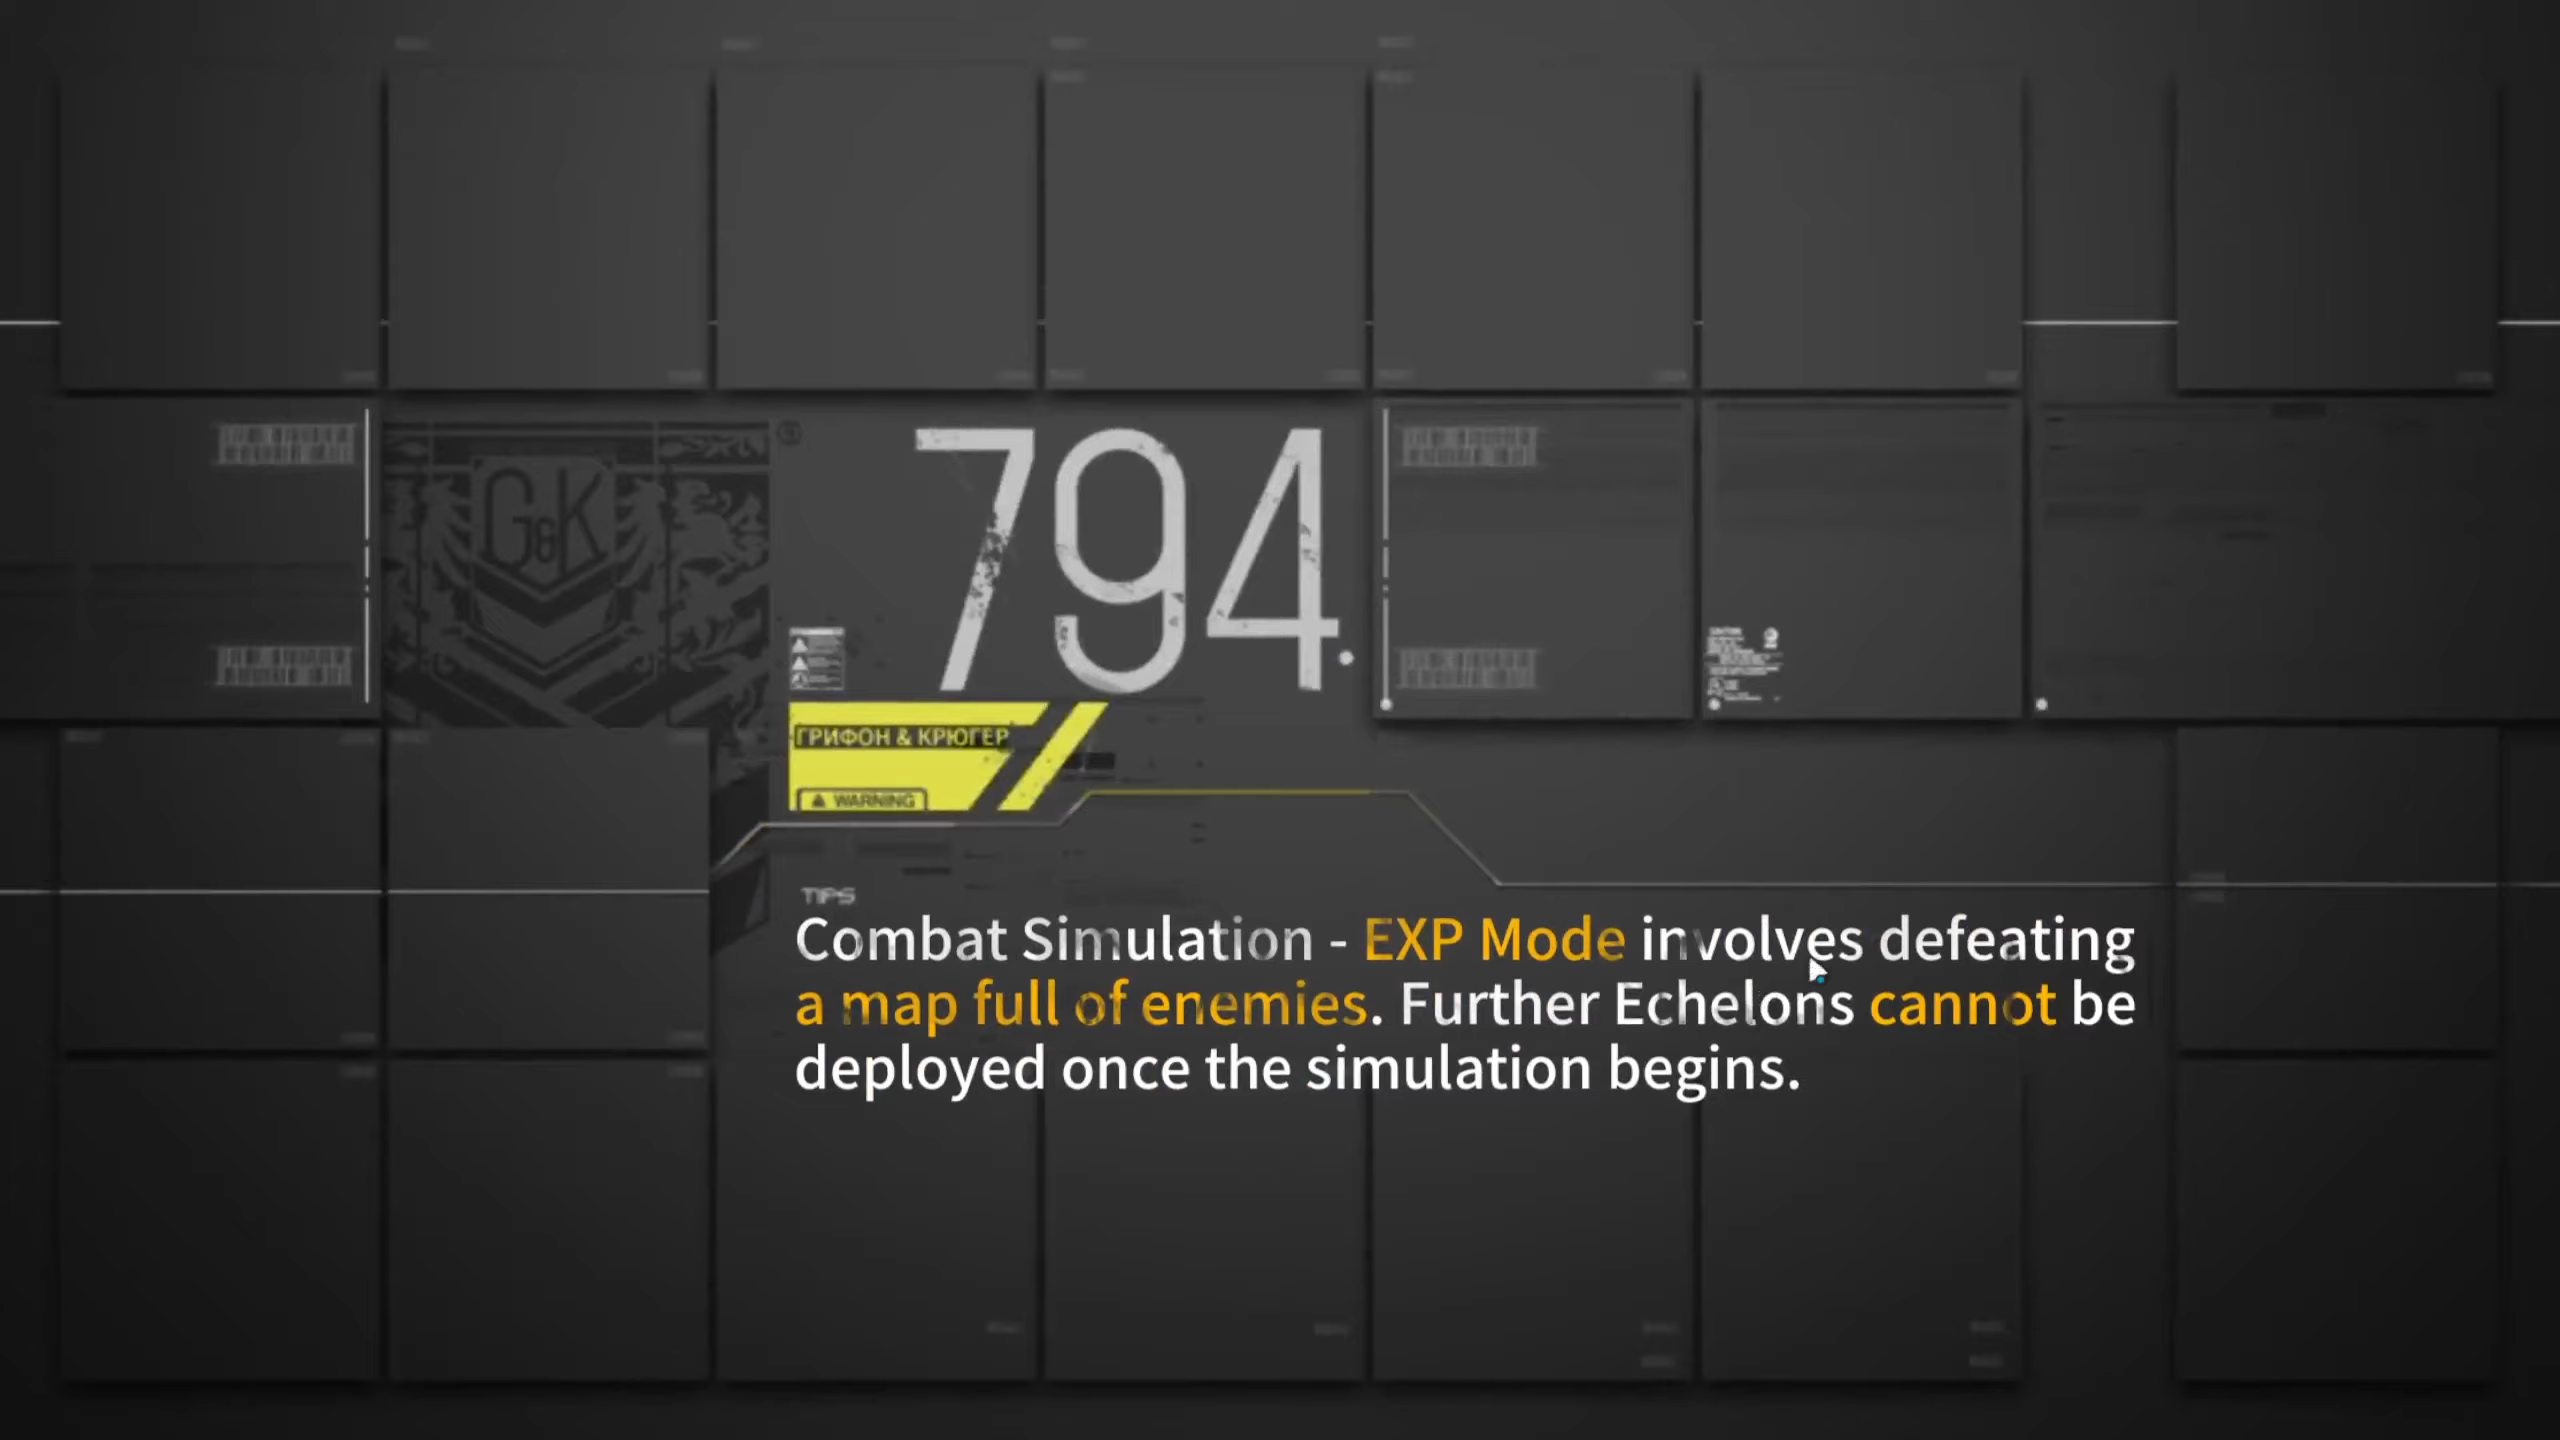 G&K
794.
ГРИФОН & КРЮГЕР
WARNING
TIPS
Combat Simulation - EXP Mode involves defeating
a map full of enemies. Further Echelons cannot be
deployed once the simulation begins.